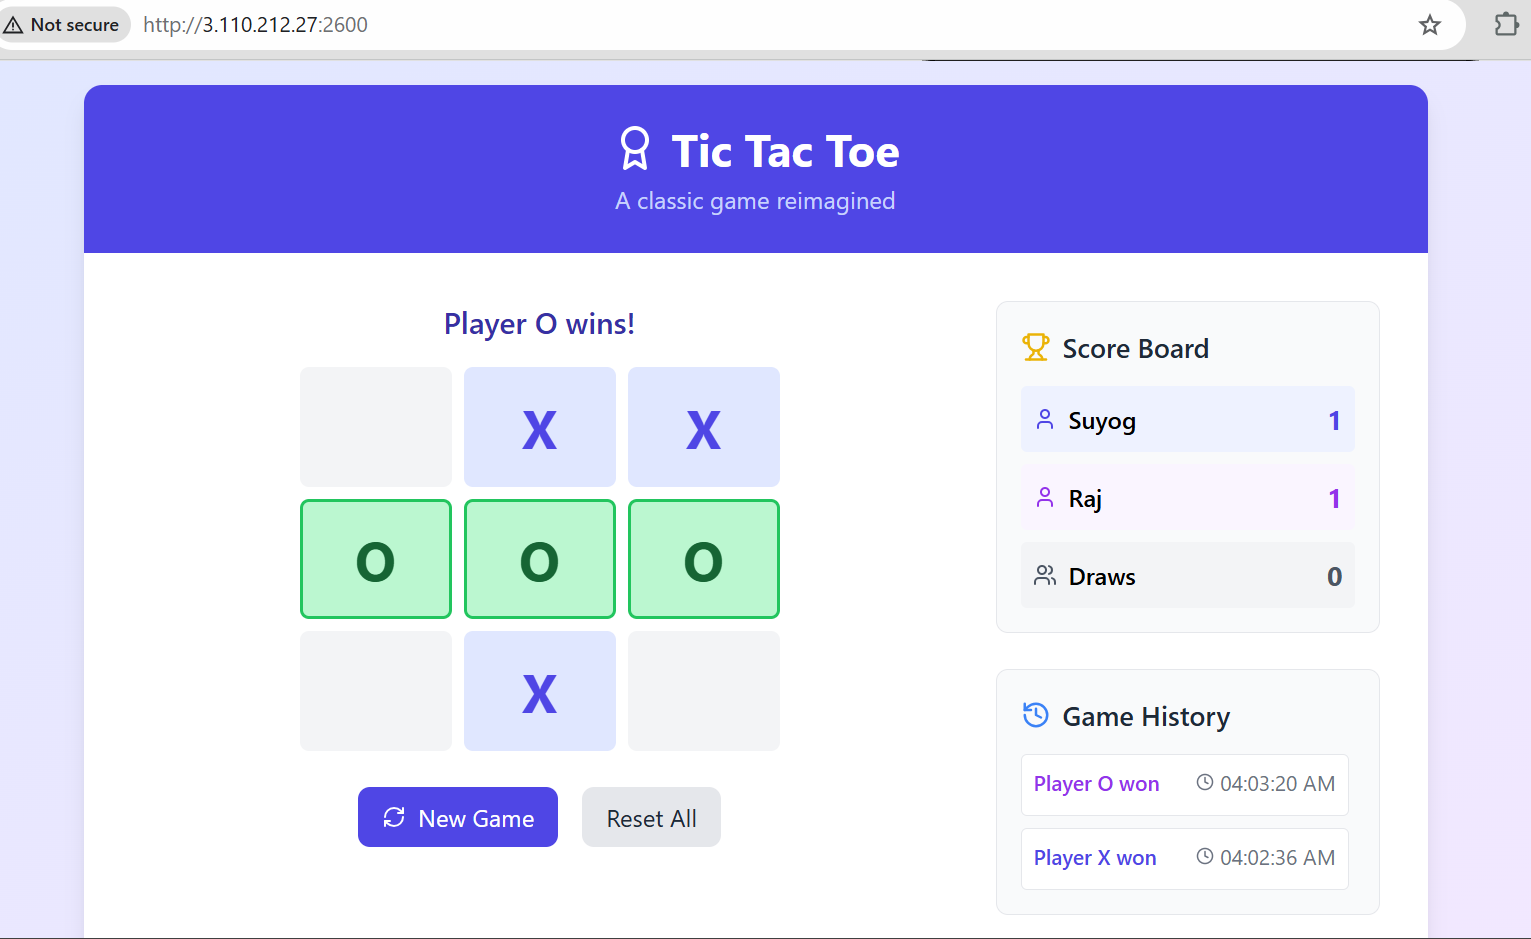 Not secure http://3.110.212.27:2600
Tic Tac Toe
A classic game reimagined
Player O wins!
X X
O O O
X
New Game Reset All
Score Board
Suyog 1
Raj 1
Draws 0
Game History
Player O won 04:03:20 AM
Player X won 04:02:36 AM